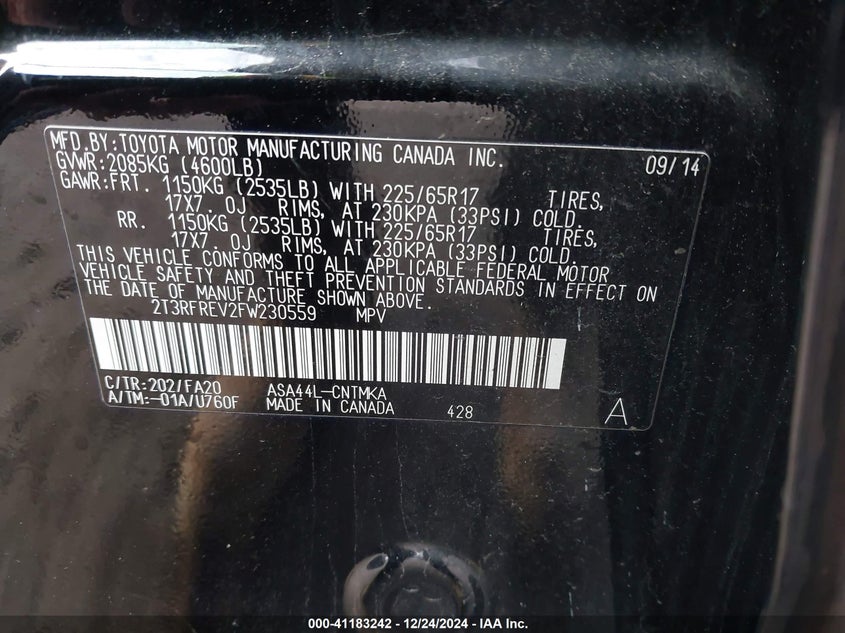 MFD.BY:TOYOTA MOTOR MANUFACTURING CANADA INC. 09/14
GVWR:2085KG (4600LB)
GAWR:FRT. 1150KG (2535LB) WITH 225/65R17 TIRES,
17X7.0J RIMS, AT 230KPA (33PSI) COLD.
RR. 1150KG (2535LB) WITH 225/65R17 TIRES,
17X7.0J RIMS, AT 230KPA (33PSI) COLD.
THIS VEHICLE CONFORMS TO ALL APPLICABLE FEDERAL MOTOR
VEHICLE SAFETY AND THEFT PREVENTION STANDARDS IN EFFECT ON
THE DATE OF MANUFACTURE SHOWN ABOVE.
2T3RFREV2FW230559 MPV
C/TR:202/FA20 ASA44L-CNTMKA
A/TM:-01A/U760F MADE IN CANADA 428 A
000-41183242 - 12/24/2024 - IAA Inc.